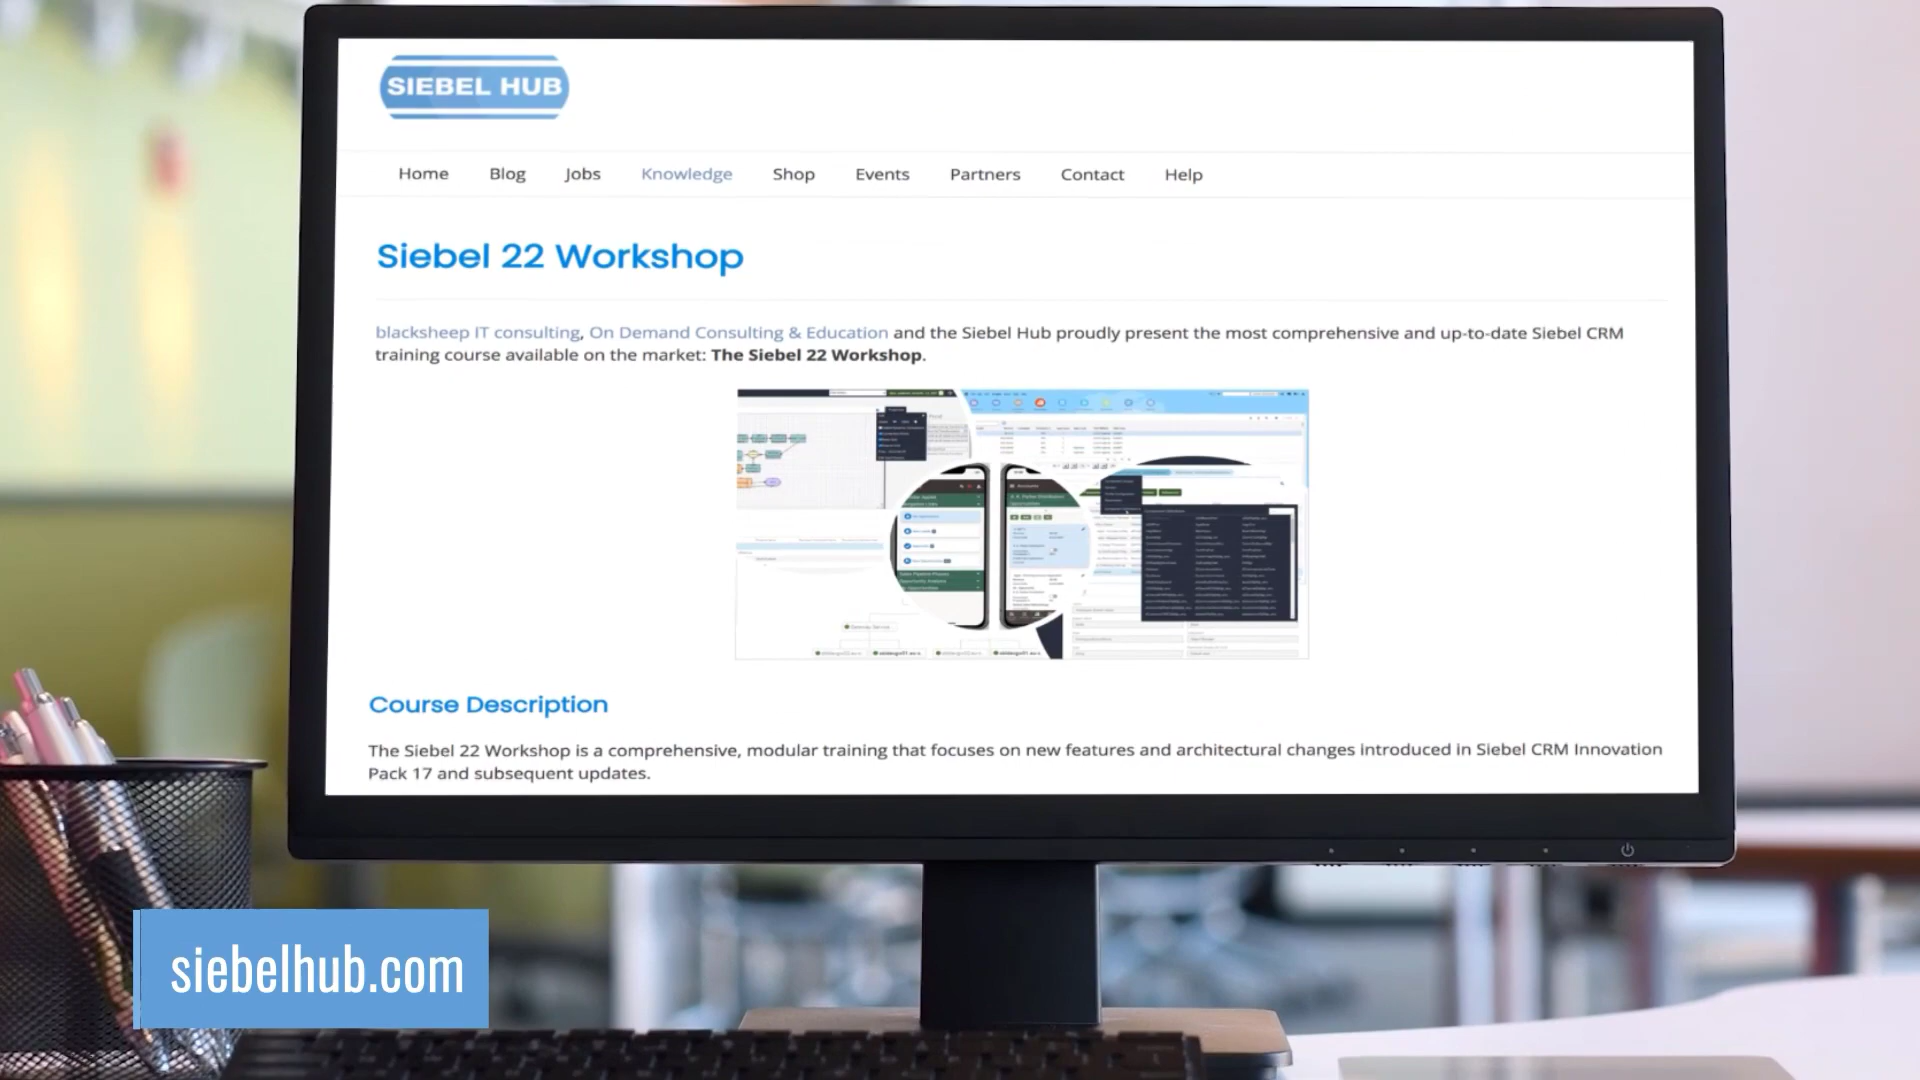 SIEBEL HUB
Home Blog Jobs Knowledge Shop Events Partners Contact Help
Siebel 22 Workshop
blacksheep IT consulting, On Demand Consulting & Education and the Siebel Hub proudly present the most comprehensive and up-to-date Siebel CRM
training course available on the market: The Siebel 22 Workshop.
Course Description
The Siebel 22 Workshop is a comprehensive, modular training that focuses on new features and architectural changes introduced in Siebel CRM Innovation
Pack 17 and subsequent updates.
siebelhub.com